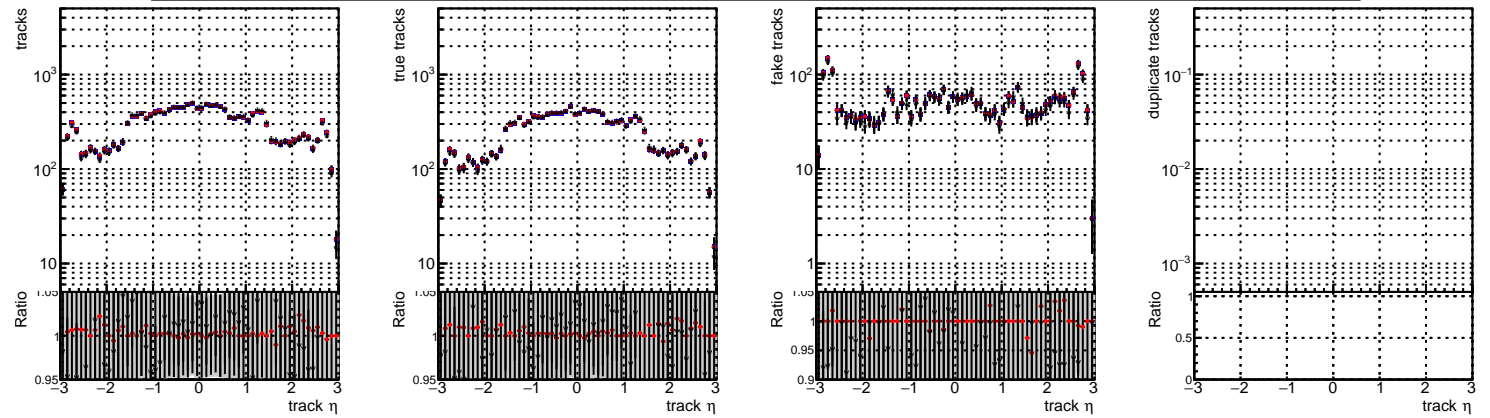 tracks
10³
10²
10
Ratio
1.05
1
0.95
−3 −2 −1 0 1 2 3
track η
true tracks
10³
10²
10
Ratio
1.05
1
0.95
−3 −2 −1 0 1 2 3
track η
fake tracks
10²
10
1
Ratio
1
0.95
0.9
−3 −2 −1 0 1 2 3
track η
duplicate tracks
10⁻¹
10⁻²
10⁻³
Ratio
1
0.5
0
−3 −2 −1 0 1 2 3
track η